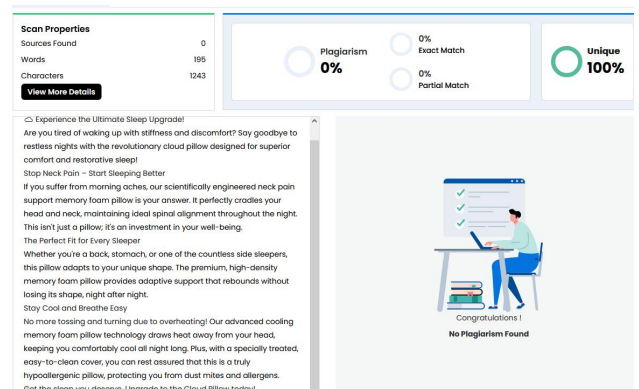 Scan Properties
Sources Found 0
Words 195
Characters 1243
View More Details
Plagiarism
0%
0%
Exact Match
0%
Partial Match
Unique
100%
Experience the Ultimate Sleep Upgrade!
Are you tired of waking up with stiffness and discomfort? Say goodbye to
restless nights with the revolutionary cloud pillow designed for superior
comfort and restorative sleep!
Stop Neck Pain – Start Sleeping Better
If you suffer from morning aches, our scientifically engineered neck pain
support memory foam pillow is your answer. It perfectly cradles your
head and neck, maintaining ideal spinal alignment throughout the night.
This isn't just a pillow; it's an investment in your well-being.
The Perfect Fit for Every Sleeper
Whether you're a back, stomach, or one of the countless side sleepers,
this pillow adapts to your unique shape. The premium, high-density
memory foam pillow provides adaptive support that rebounds without
losing its shape, night after night.
Stay Cool and Breathe Easy
No more tossing and turning due to overheating! Our advanced cooling
memory foam pillow technology draws heat away from your head,
keeping you comfortably cool all night long. Plus, with a specially treated,
easy-to-clean cover, you can rest assured that this is a truly
hypoallergenic pillow, protecting you from dust mites and allergens.
Get the sleep you deserve. Upgrade to the Cloud Pillow today!
Congratulations !
No Plagiarism Found